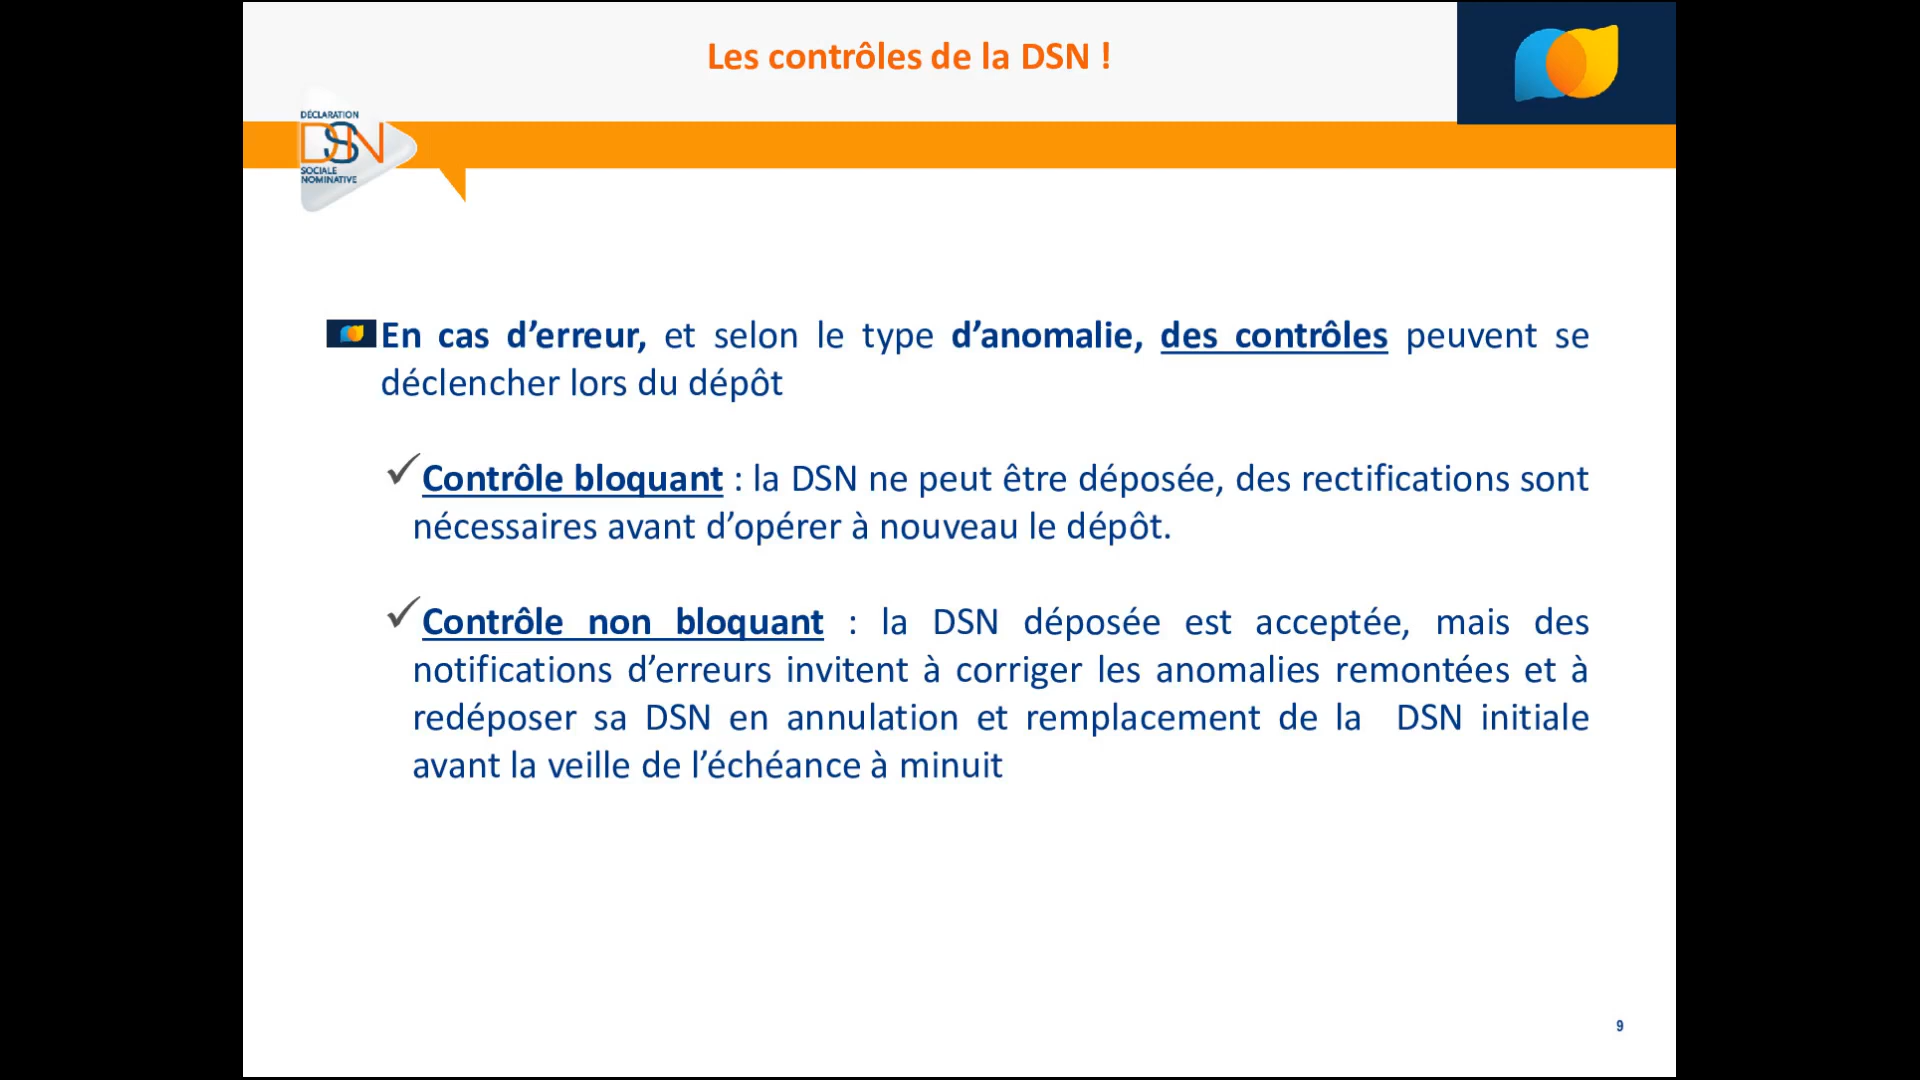 Les contrôles de la DSN !
DÉCLARATION
DSN
SOCIALE
NOMINATIVE
En cas d’erreur, et selon le type d’anomalie, des contrôles peuvent se
déclencher lors du dépôt
Contrôle bloquant : la DSN ne peut être déposée, des rectifications sont
nécessaires avant d’opérer à nouveau le dépôt.
Contrôle non bloquant : la DSN déposée est acceptée, mais des
notifications d’erreurs invitent à corriger les anomalies remontées et à
redéposer sa DSN en annulation et remplacement de la DSN initiale
avant la veille de l’échéance à minuit
9